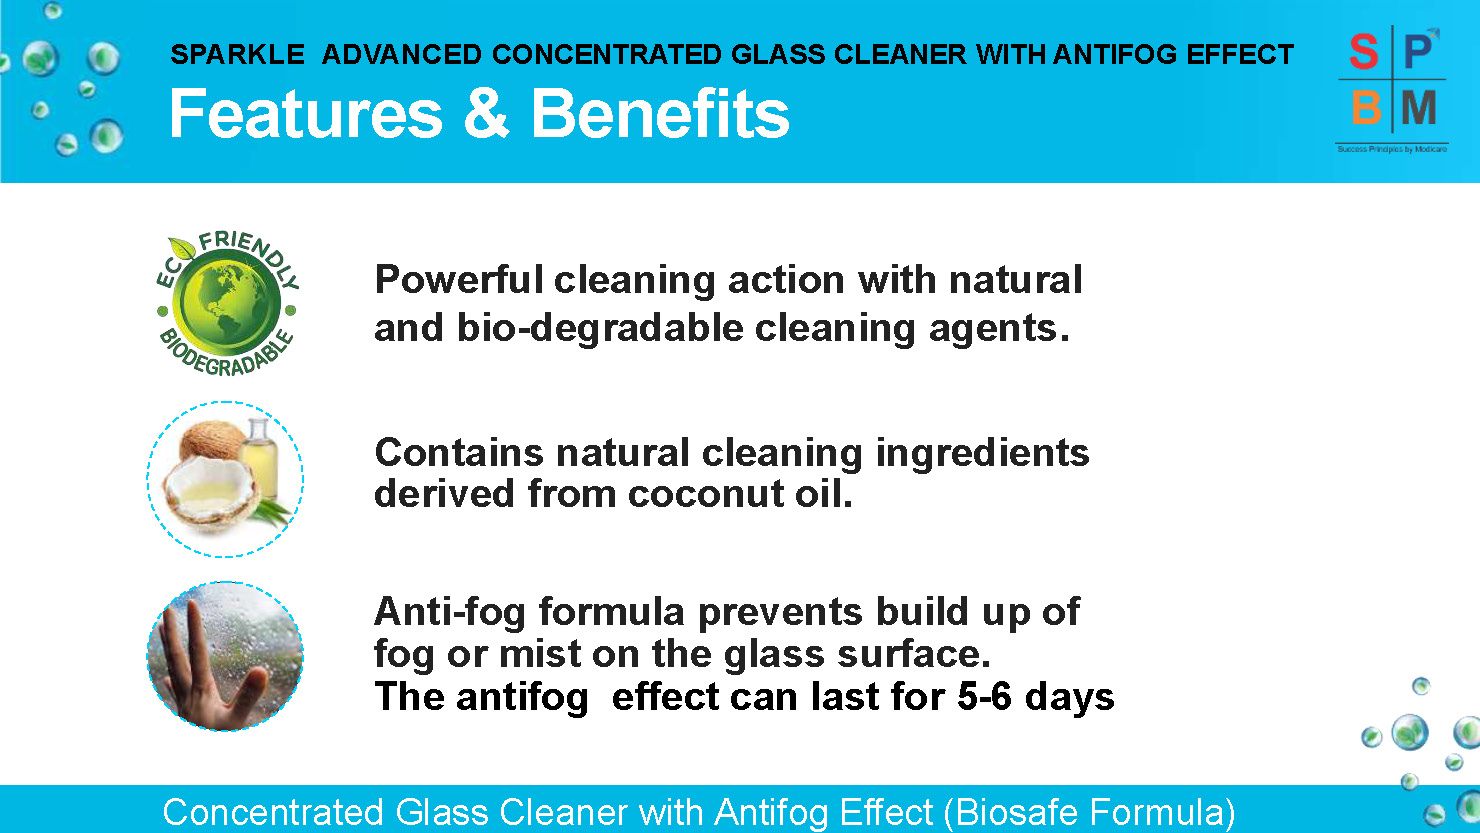 SPARKLE  ADVANCED CONCENTRATED GLASS CLEANER WITH ANTIFOG EFFECT
Features & Benefits
S P
B M
Success Principles by Modicare
ECO FRIENDLY
BIODEGRADABLE
Powerful cleaning action with natural
and bio-degradable cleaning agents.
Contains natural cleaning ingredients
derived from coconut oil.
Anti-fog formula prevents build up of
fog or mist on the glass surface.
The antifog  effect can last for 5-6 days
Concentrated Glass Cleaner with Antifog Effect (Biosafe Formula)